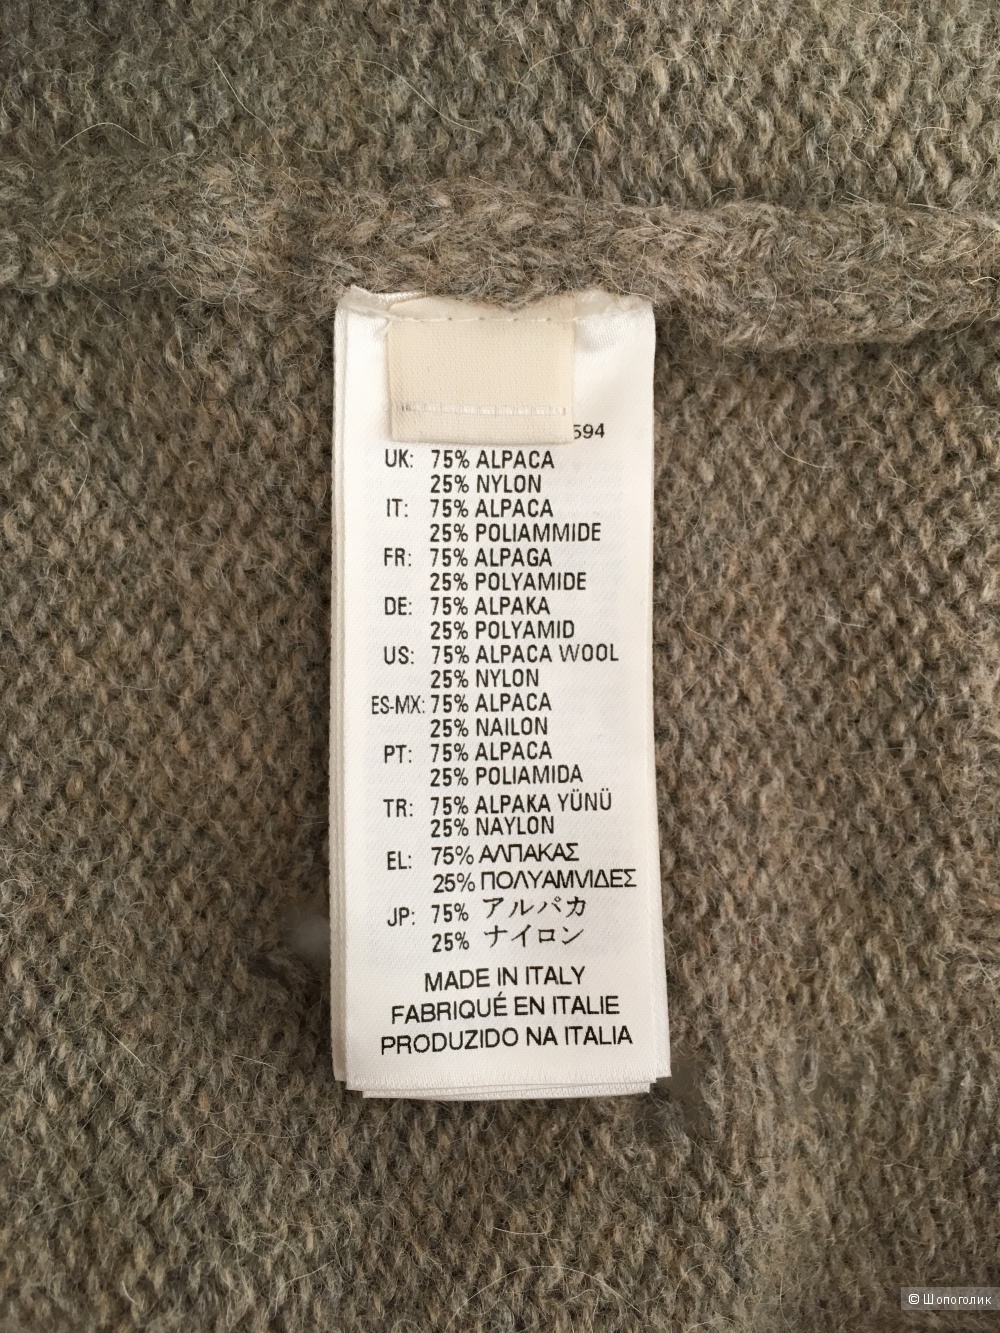 594
UK: 75% ALPACA
25% NYLON
IT: 75% ALPACA
25% POLIAMMIDE
FR: 75% ALPAGA
25% POLYAMIDE
DE: 75% ALPAKA
25% POLYAMID
US: 75% ALPACA WOOL
25% NYLON
ES-MX: 75% ALPACA
25% NAILON
PT: 75% ALPACA
25% POLIAMIDA
TR: 75% ALPAKA YÜNÜ
25% NAYLON
EL: 75% ΑΛΠΑΚΑΣ
25% ΠΟΛΥΑΜVΙΔΕΣ
JP: 75% アルパカ
25% ナイロン
MADE IN ITALY
FABRIQUÉ EN ITALIE
PRODUZIDO NA ITALIA
© Шопоголик